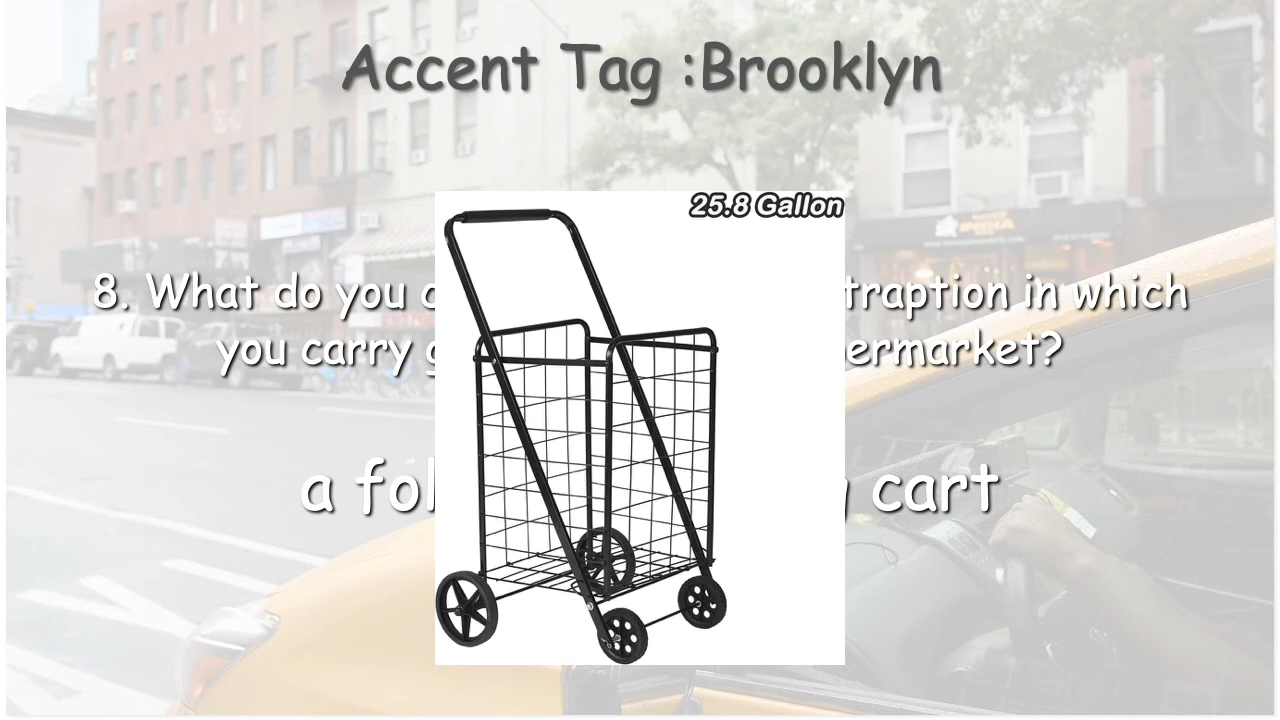 Accent Tag :Brooklyn
25.8 Gallon
8. What do you traption in which
you carry ermarket?
a fol cart